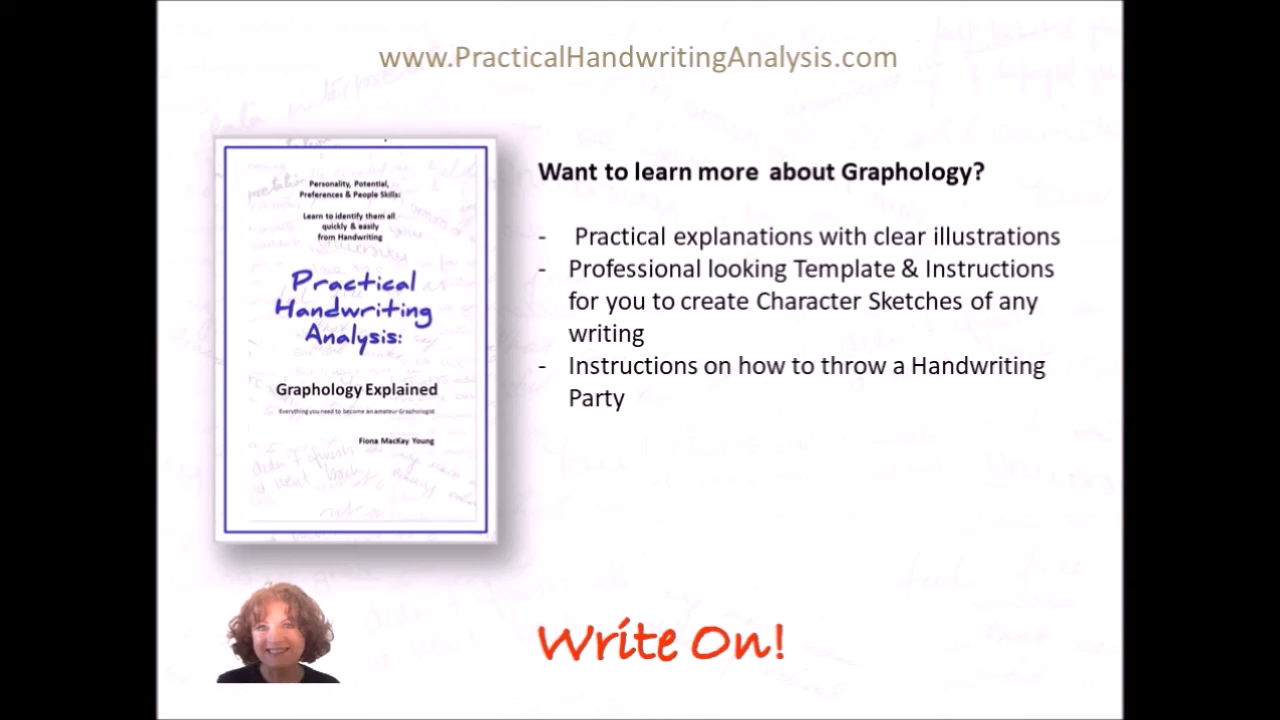 www.PracticalHandwritingAnalysis.com
Personality, Potential,
Preferences & People Skills:
Learn to identify them all
quickly & easily
from Handwriting
Practical
Handwriting
Analysis:
Graphology Explained
Everything you need to become an amateur Graphologist
Fiona MacKay Young
Want to learn more about Graphology?
- Practical explanations with clear illustrations
- Professional looking Template & Instructions
for you to create Character Sketches of any
writing
- Instructions on how to throw a Handwriting
Party
Write On!